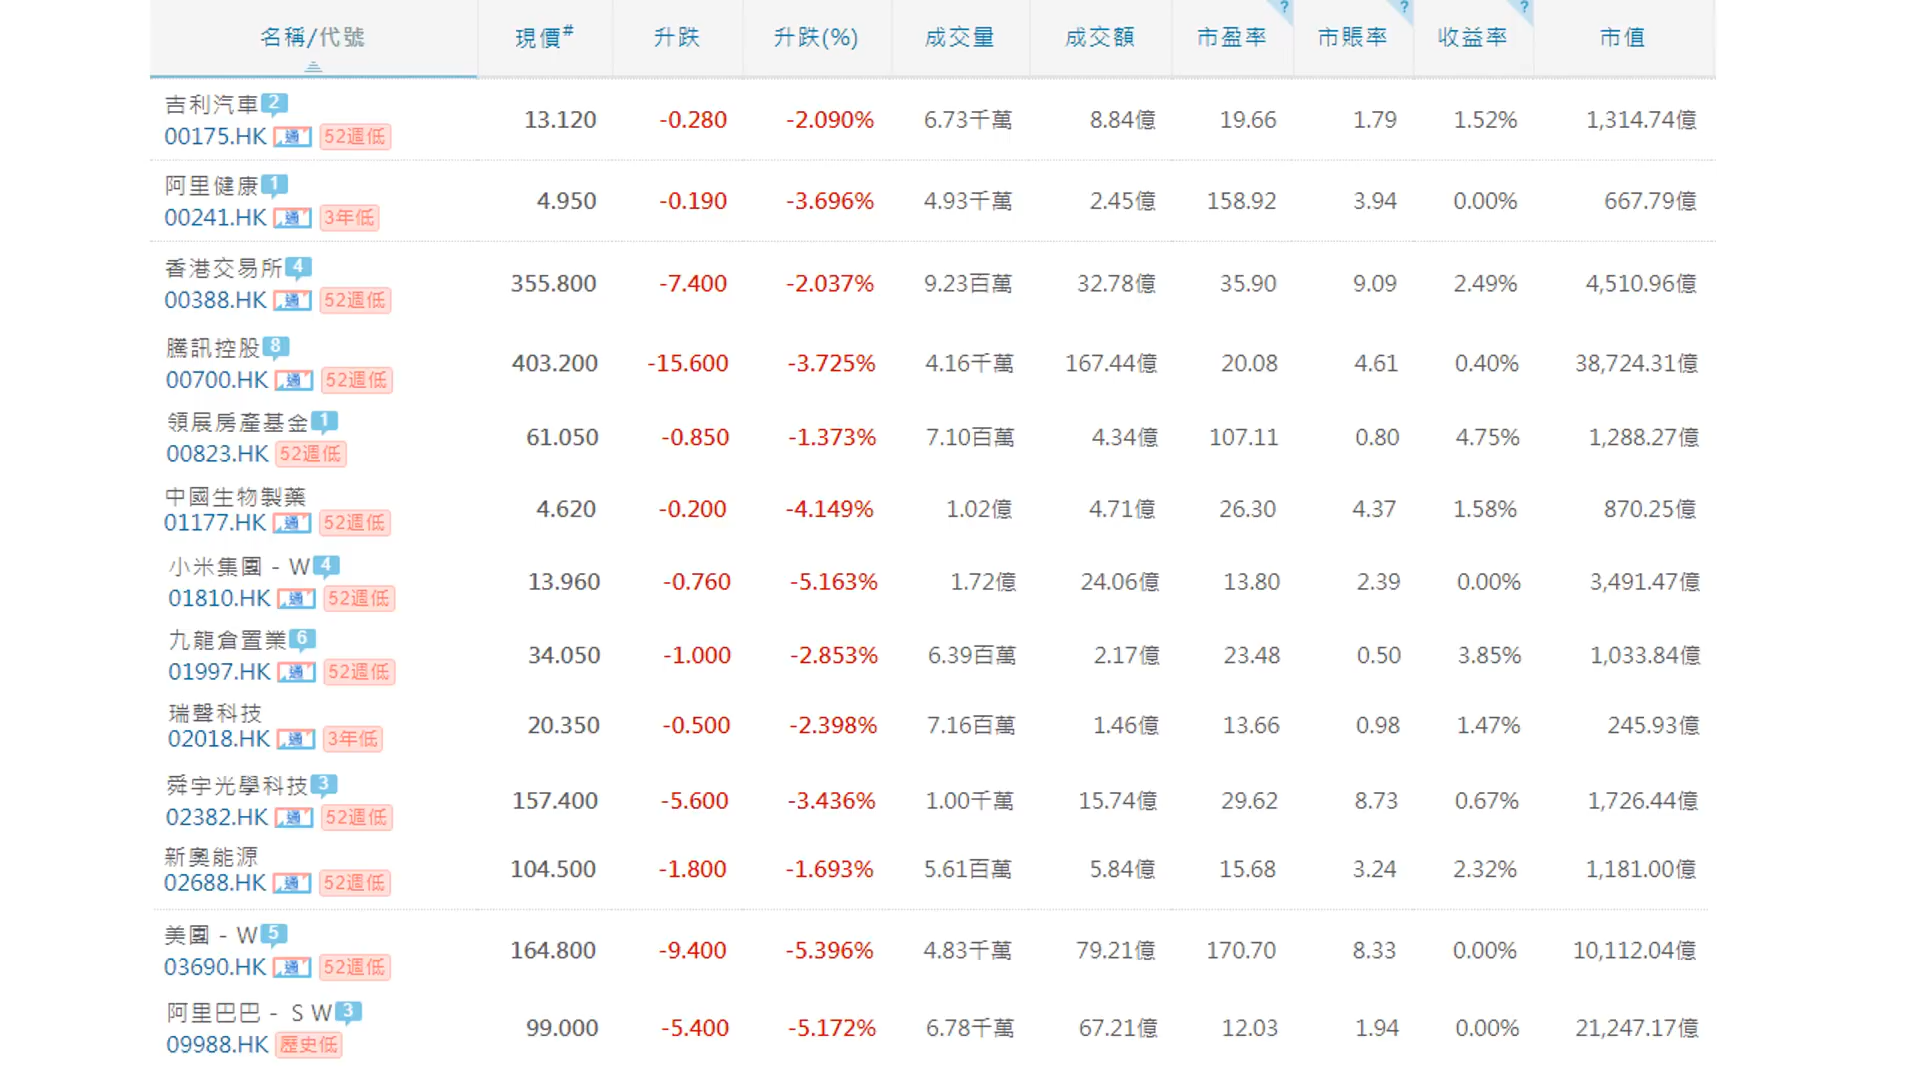 名稱/代號 現價# 升跌 升跌(%) 成交量 成交額 市盈率 ? 市賬率 ? 收益率 ? 市值
吉利汽車 2
00175.HK 通 52週低 13.120 -0.280 -2.090% 6.73千萬 8.84億 19.66 1.79 1.52% 1,314.74億
阿里健康 1
00241.HK 通 3年低 4.950 -0.190 -3.696% 4.93千萬 2.45億 158.92 3.94 0.00% 667.79億
香港交易所 4
00388.HK 通 52週低 355.800 -7.400 -2.037% 9.23百萬 32.78億 35.90 9.09 2.49% 4,510.96億
騰訊控股 8
00700.HK 通 52週低 403.200 -15.600 -3.725% 4.16千萬 167.44億 20.08 4.61 0.40% 38,724.31億
領展房產基金 1
00823.HK 52週低 61.050 -0.850 -1.373% 7.10百萬 4.34億 107.11 0.80 4.75% 1,288.27億
中國生物製藥
01177.HK 通 52週低 4.620 -0.200 -4.149% 1.02億 4.71億 26.30 4.37 1.58% 870.25億
小米集團 - W 4
01810.HK 通 52週低 13.960 -0.760 -5.163% 1.72億 24.06億 13.80 2.39 0.00% 3,491.47億
九龍倉置業 6
01997.HK 通 52週低 34.050 -1.000 -2.853% 6.39百萬 2.17億 23.48 0.50 3.85% 1,033.84億
瑞聲科技
02018.HK 通 3年低 20.350 -0.500 -2.398% 7.16百萬 1.46億 13.66 0.98 1.47% 245.93億
舜宇光學科技 3
02382.HK 通 52週低 157.400 -5.600 -3.436% 1.00千萬 15.74億 29.62 8.73 0.67% 1,726.44億
新奧能源
02688.HK 通 52週低 104.500 -1.800 -1.693% 5.61百萬 5.84億 15.68 3.24 2.32% 1,181.00億
美團 - W 5
03690.HK 通 52週低 164.800 -9.400 -5.396% 4.83千萬 79.21億 170.70 8.33 0.00% 10,112.04億
阿里巴巴 - S W 3
09988.HK 歷史低 99.000 -5.400 -5.172% 6.78千萬 67.21億 12.03 1.94 0.00% 21,247.17億